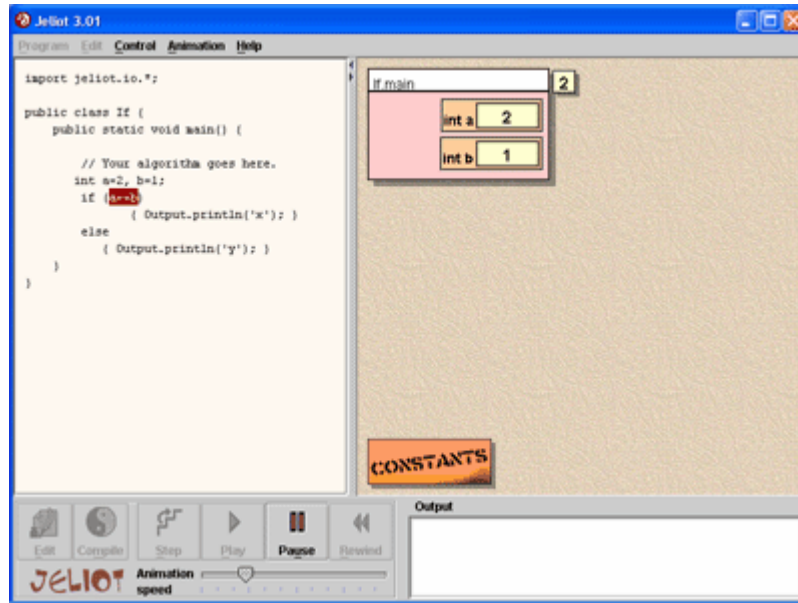 Jeliot 3.01
Program Edit Control Animation Help
import jeliot.io.*;
public class If {
public static void main() {
// Your algorithm goes here.
int a=2, b=1;
if (a==b)
{ Output.println('x'); }
else
{ Output.println('y'); }
}
}
If.main
2
int a 2
int b 1
CONSTANTS
Edit Compile Step Play Pause Rewind
JELIOT
Animation
speed
Output